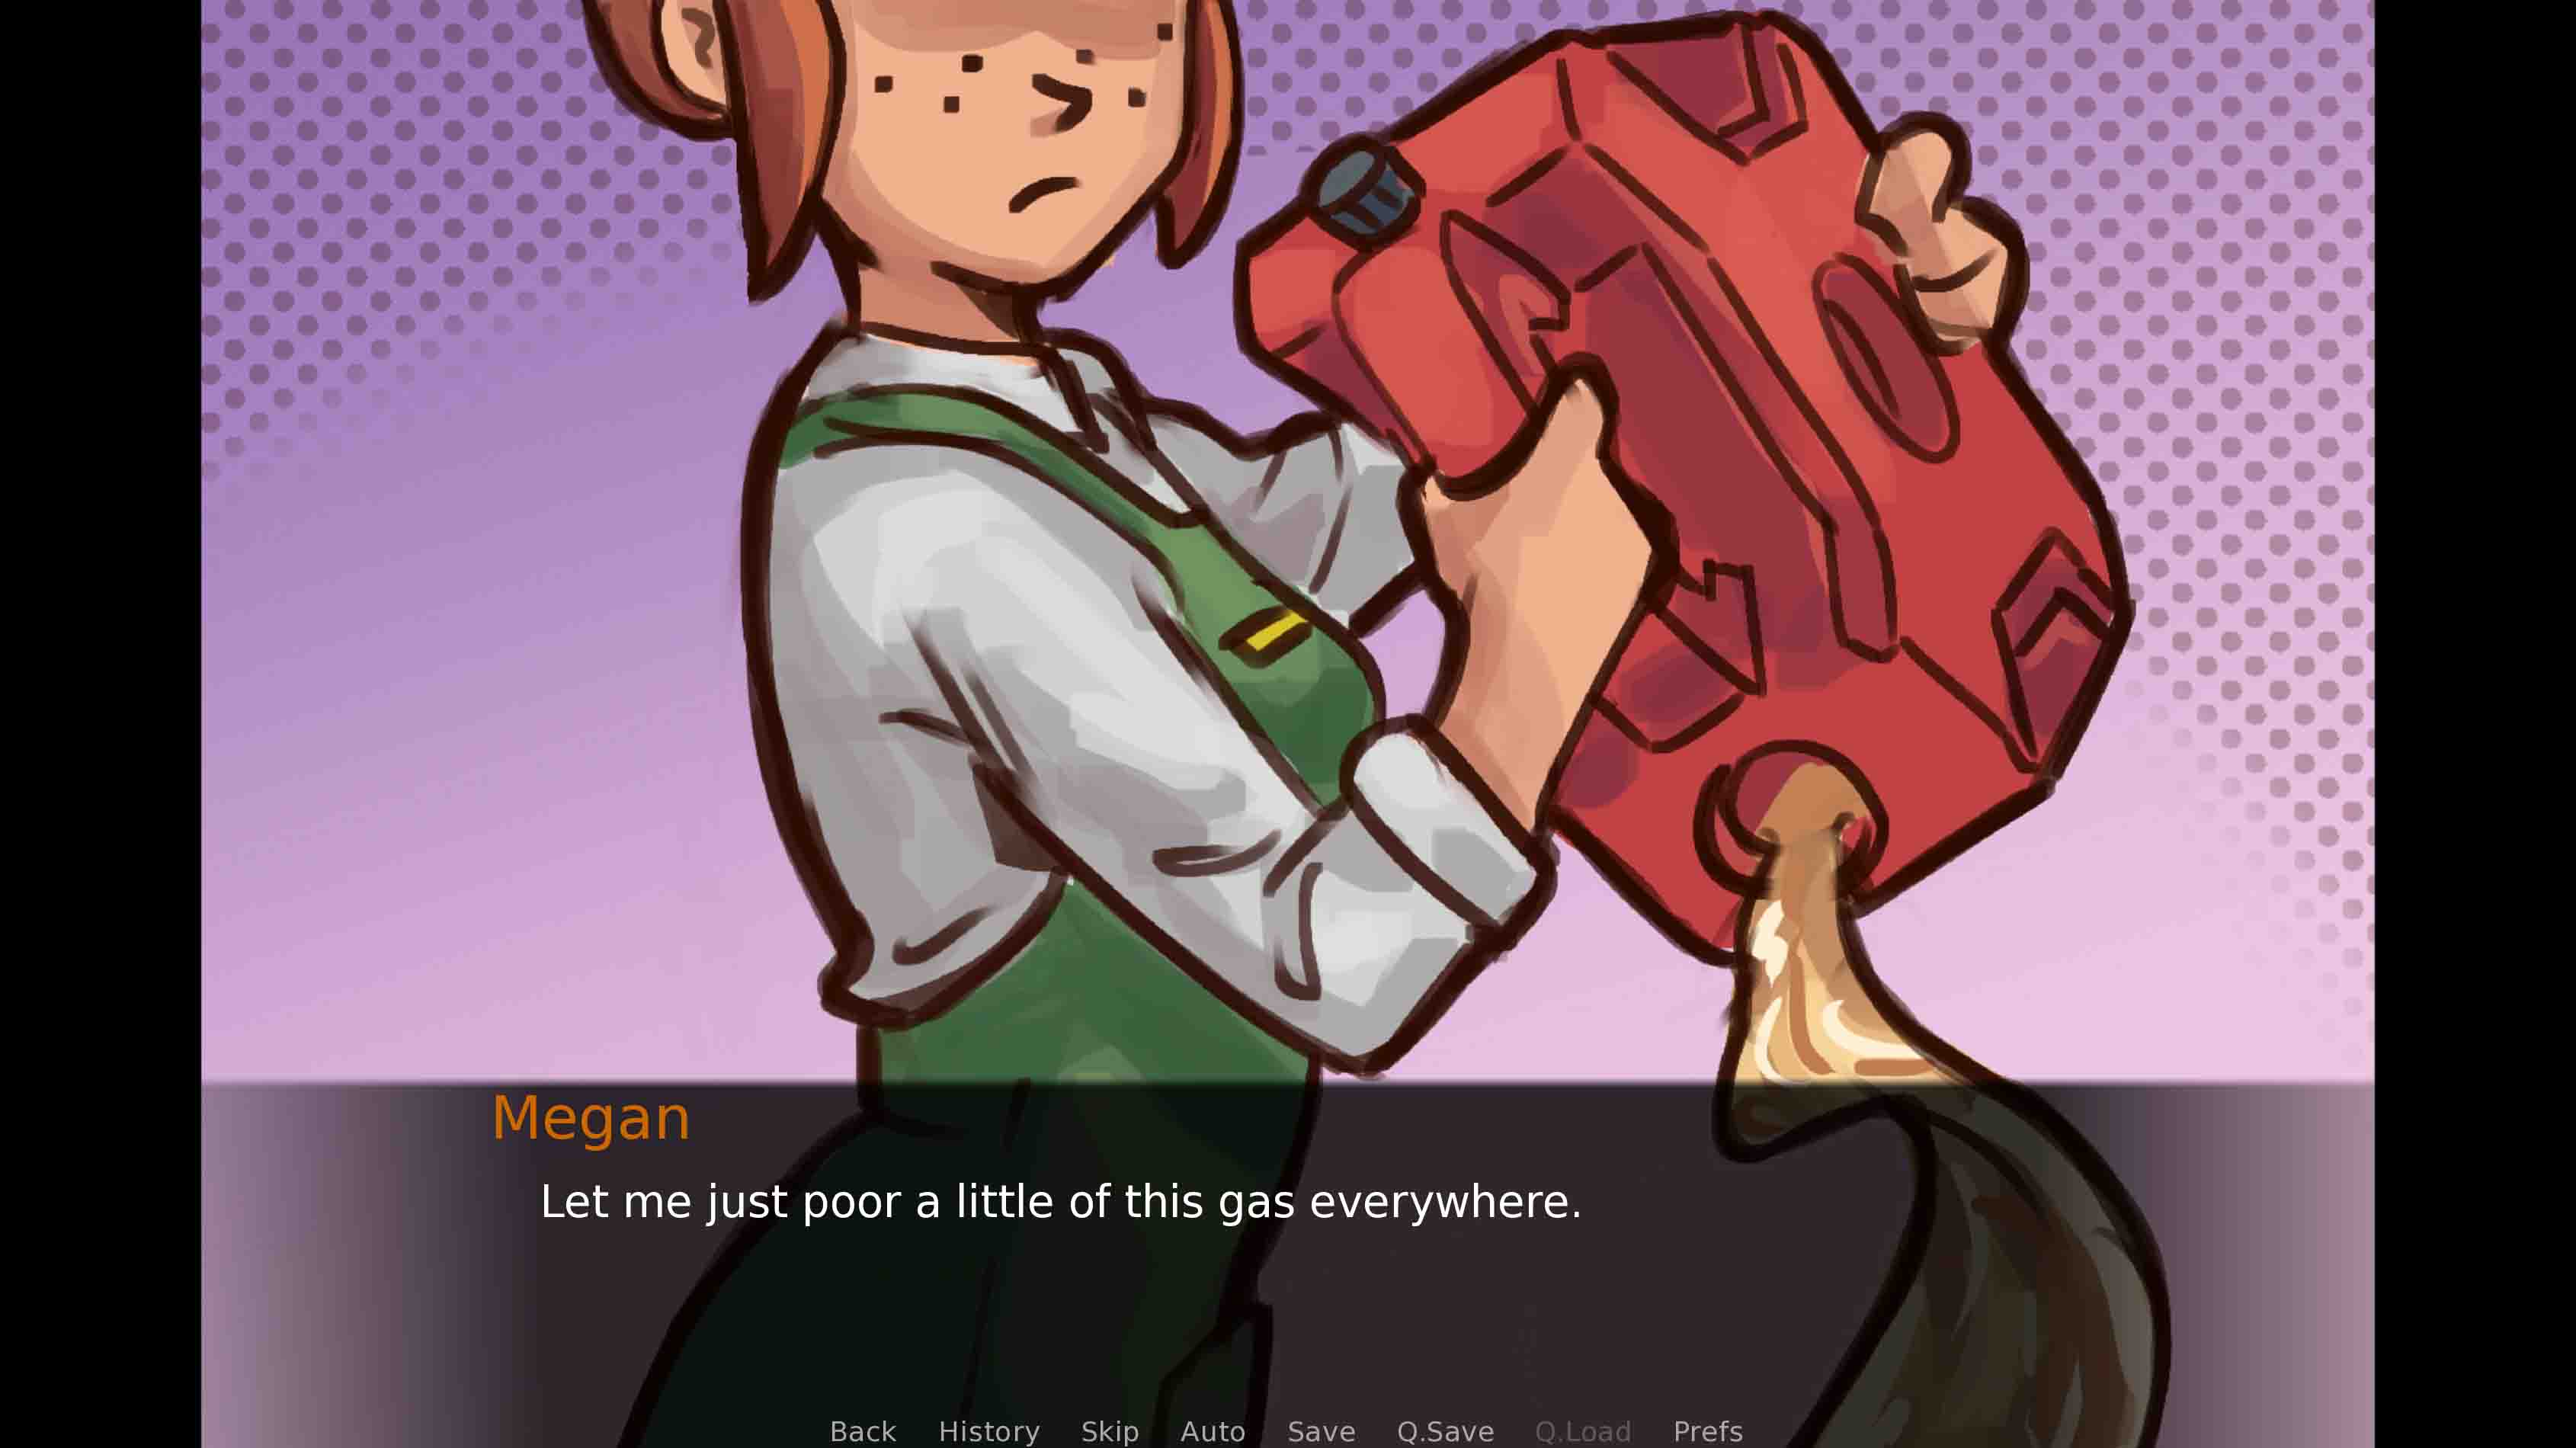 Megan
Let me just poor a little of this gas everywhere.
Back History Skip Auto Save Q.Save Q.Load Prefs